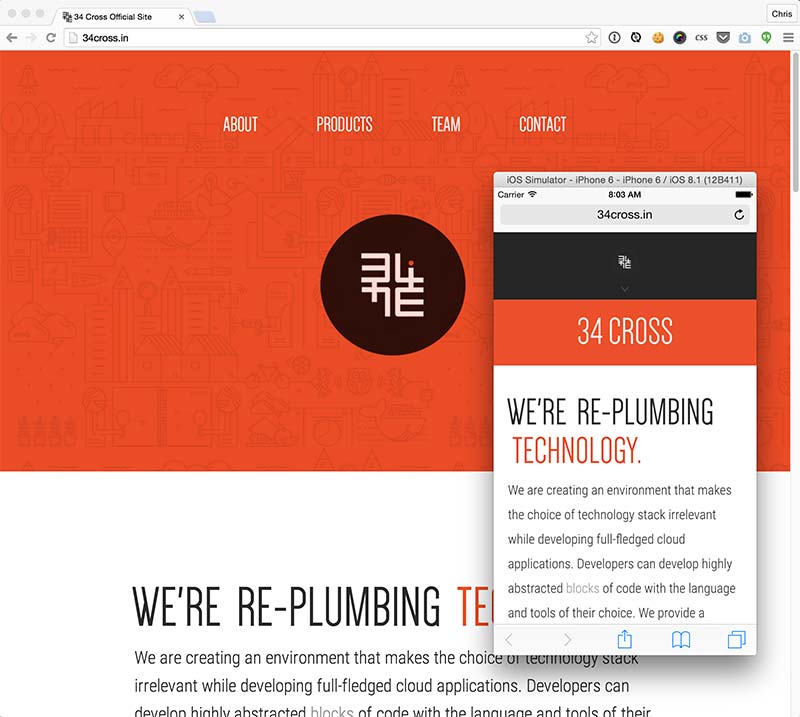 34 Cross Official Site
Chris
34cross.in
CSS
ABOUT PRODUCTS TEAM CONTACT
34
WE'RE RE-PLUMBING TEC
We are creating an environment that makes the choice of technology stack
irrelevant while developing full-fledged cloud applications. Developers can
develop highly abstracted blocks of code with the language and tools of their
iOS Simulator - iPhone 6 - iPhone 6 / iOS 8.1 (12B411)
Carrier 8:03 AM
34cross.in
34 CROSS
WE'RE RE-PLUMBING
TECHNOLOGY.
We are creating an environment that makes
the choice of technology stack irrelevant
while developing full-fledged cloud
applications. Developers can develop highly
abstracted blocks of code with the language
and tools of their choice. We provide a